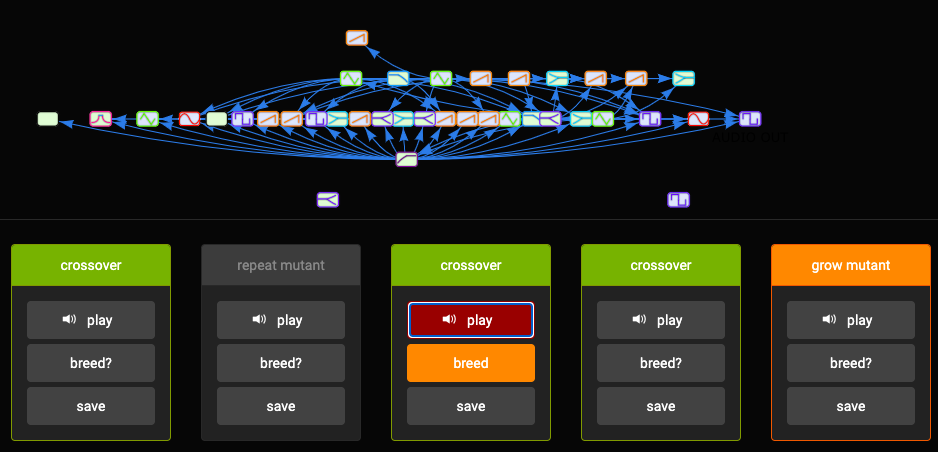 AUDIO OUT
crossover
play
breed?
save
repeat mutant
play
breed?
save
crossover
play
breed
save
crossover
play
breed?
save
grow mutant
play
breed?
save